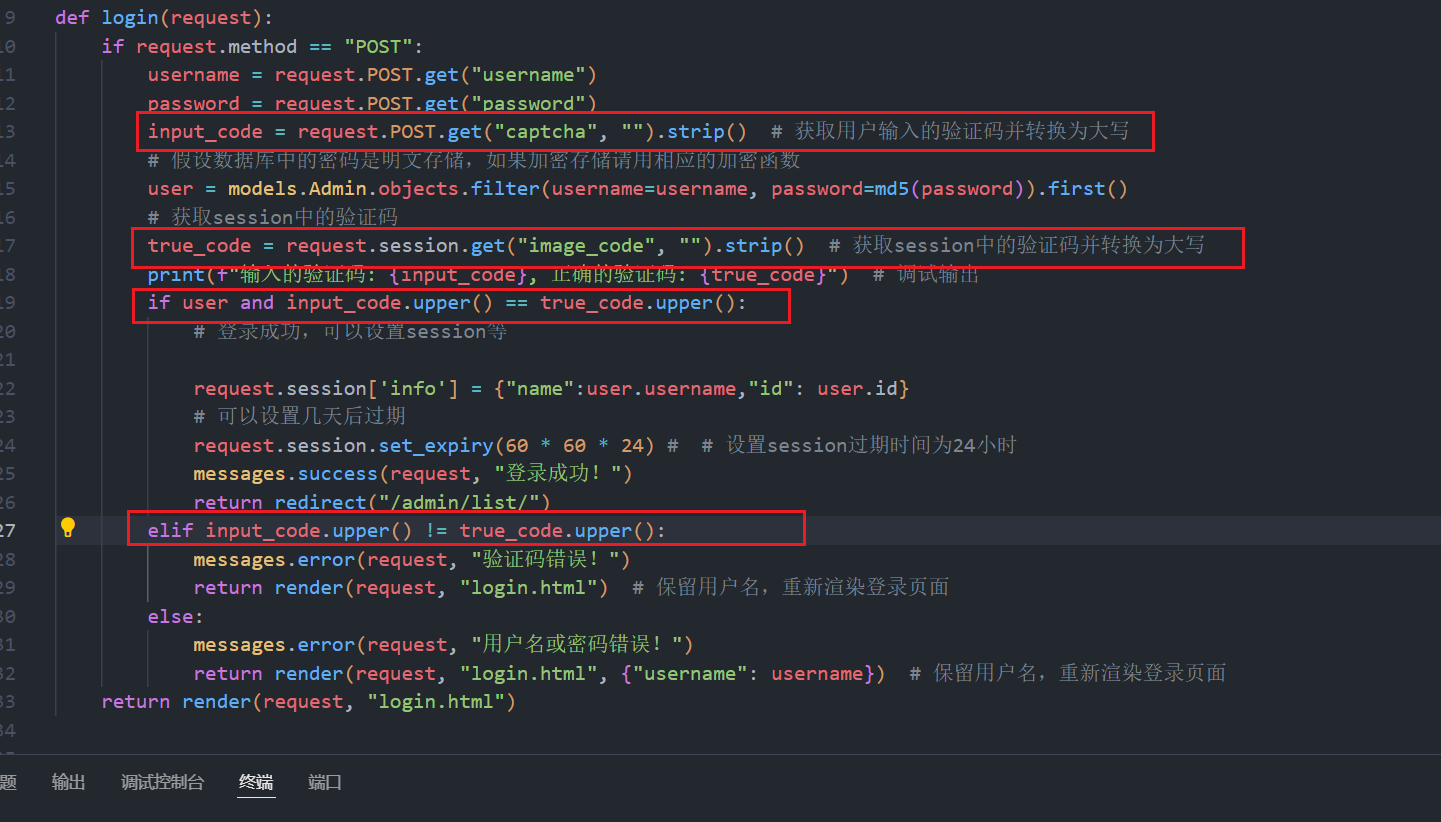 9 def login(request):
10 if request.method == "POST":
11 username = request.POST.get("username")
12 password = request.POST.get("password")
13 input_code = request.POST.get("captcha", "").strip() # 获取用户输入的验证码并转换为大写
14 # 假设数据库中的密码是明文存储，如果加密存储请用相应的加密函数
15 user = models.Admin.objects.filter(username=username, password=md5(password)).first()
16 # 获取session中的验证码
17 true_code = request.session.get("image_code", "").strip() # 获取session中的验证码并转换为大写
18 print(f"输入的验证码: {input_code}, 正确的验证码: {true_code}") # 调试输出
19 if user and input_code.upper() == true_code.upper():
20 # 登录成功，可以设置session等
21
22 request.session['info'] = {"name":user.username,"id": user.id}
23 # 可以设置几天后过期
24 request.session.set_expiry(60 * 60 * 24) # # 设置session过期时间为24小时
25 messages.success(request, "登录成功！")
26 return redirect("/admin/list/")
27 elif input_code.upper() != true_code.upper():
28 messages.error(request, "验证码错误！")
29 return render(request, "login.html") # 保留用户名，重新渲染登录页面
30 else:
31 messages.error(request, "用户名或密码错误！")
32 return render(request, "login.html", {"username": username}) # 保留用户名，重新渲染登录页面
33 return render(request, "login.html")
34
题 输出 调试控制台 终端 端口